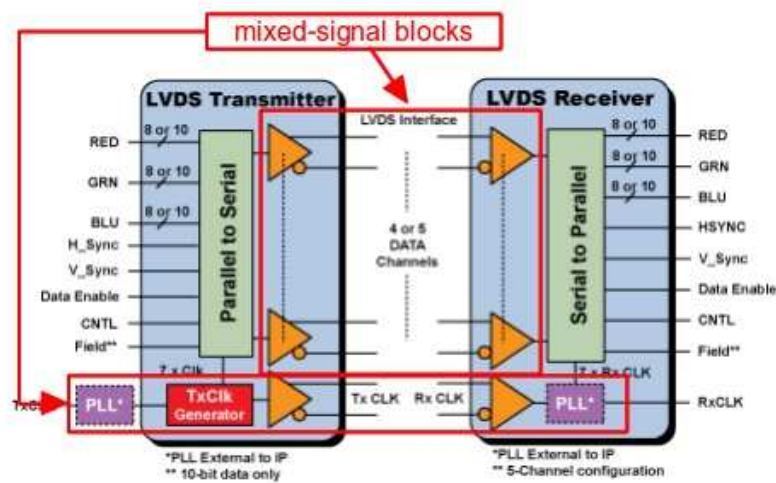 mixed-signal blocks
LVDS Transmitter
LVDS Receiver
LVDS Interface
8 or 10
RED
8 or 10
GRN
8 or 10
BLU
H_Sync
V_Sync
Data Enable
CNTL
Field**
Parallel to Serial
7 x Clk
4 or 5
DATA
Channels
Serial to Parallel
8 or 10
RED
8 or 10
GRN
8 or 10
BLU
HSYNC
V_Sync
Data Enable
CNTL
Field**
7 x Rx CLK
PLL*
TxClk
Generator
Tx CLK
Rx CLK
PLL*
RxCLK
*PLL External to IP
** 10-bit data only
*PLL External to IP
** 5-Channel configuration